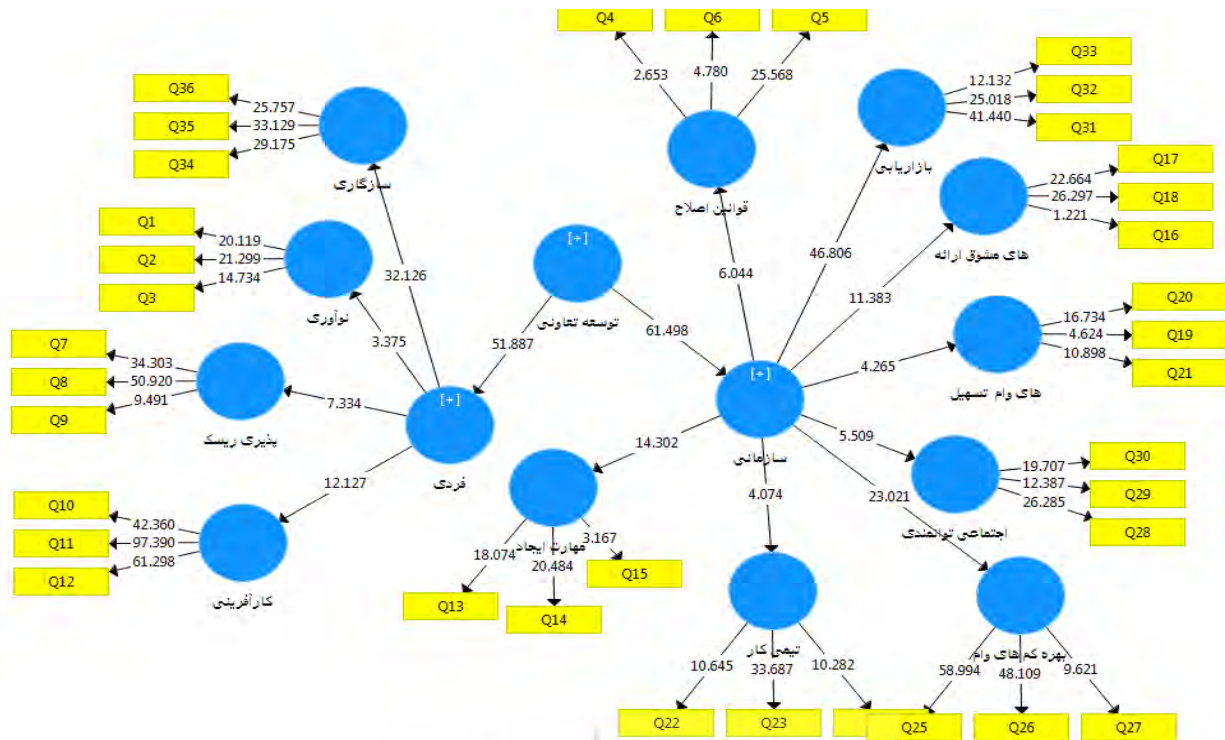 Q4
Q6
Q5
2.653
4.780
25.568
قوانین اصلاح
Q33
Q32
Q31
12.132
25.018
41.440
بازاریابی
Q36
Q35
Q34
25.757
33.129
29.175
سازگاری
Q17
Q18
Q16
22.664
26.297
1.221
های مشوق ارائه
Q1
Q2
Q3
20.119
21.299
14.734
نوآوری
[+]
توسعه تعاونی
32.126
3.375
51.887
61.498
6.044
46.806
11.383
Q20
Q19
Q21
16.734
4.624
10.898
های وام تسهیل
4.265
Q7
Q8
Q9
34.303
50.920
9.491
پذیری ریسک
7.334
[+]
فردی
[+]
سازمانی
12.127
14.302
4.074
5.509
23.021
Q30
Q29
Q28
19.707
12.387
26.285
اجتماعی توانمندی
Q10
Q11
Q12
42.360
97.390
61.298
کارآفرینی
مهارت ایجاد
18.074
20.484
3.167
Q13
Q14
Q15
تیمی کار
10.645
33.687
10.282
Q22
Q23
بهره کم های وام
58.994
48.109
9.621
Q25
Q26
Q27